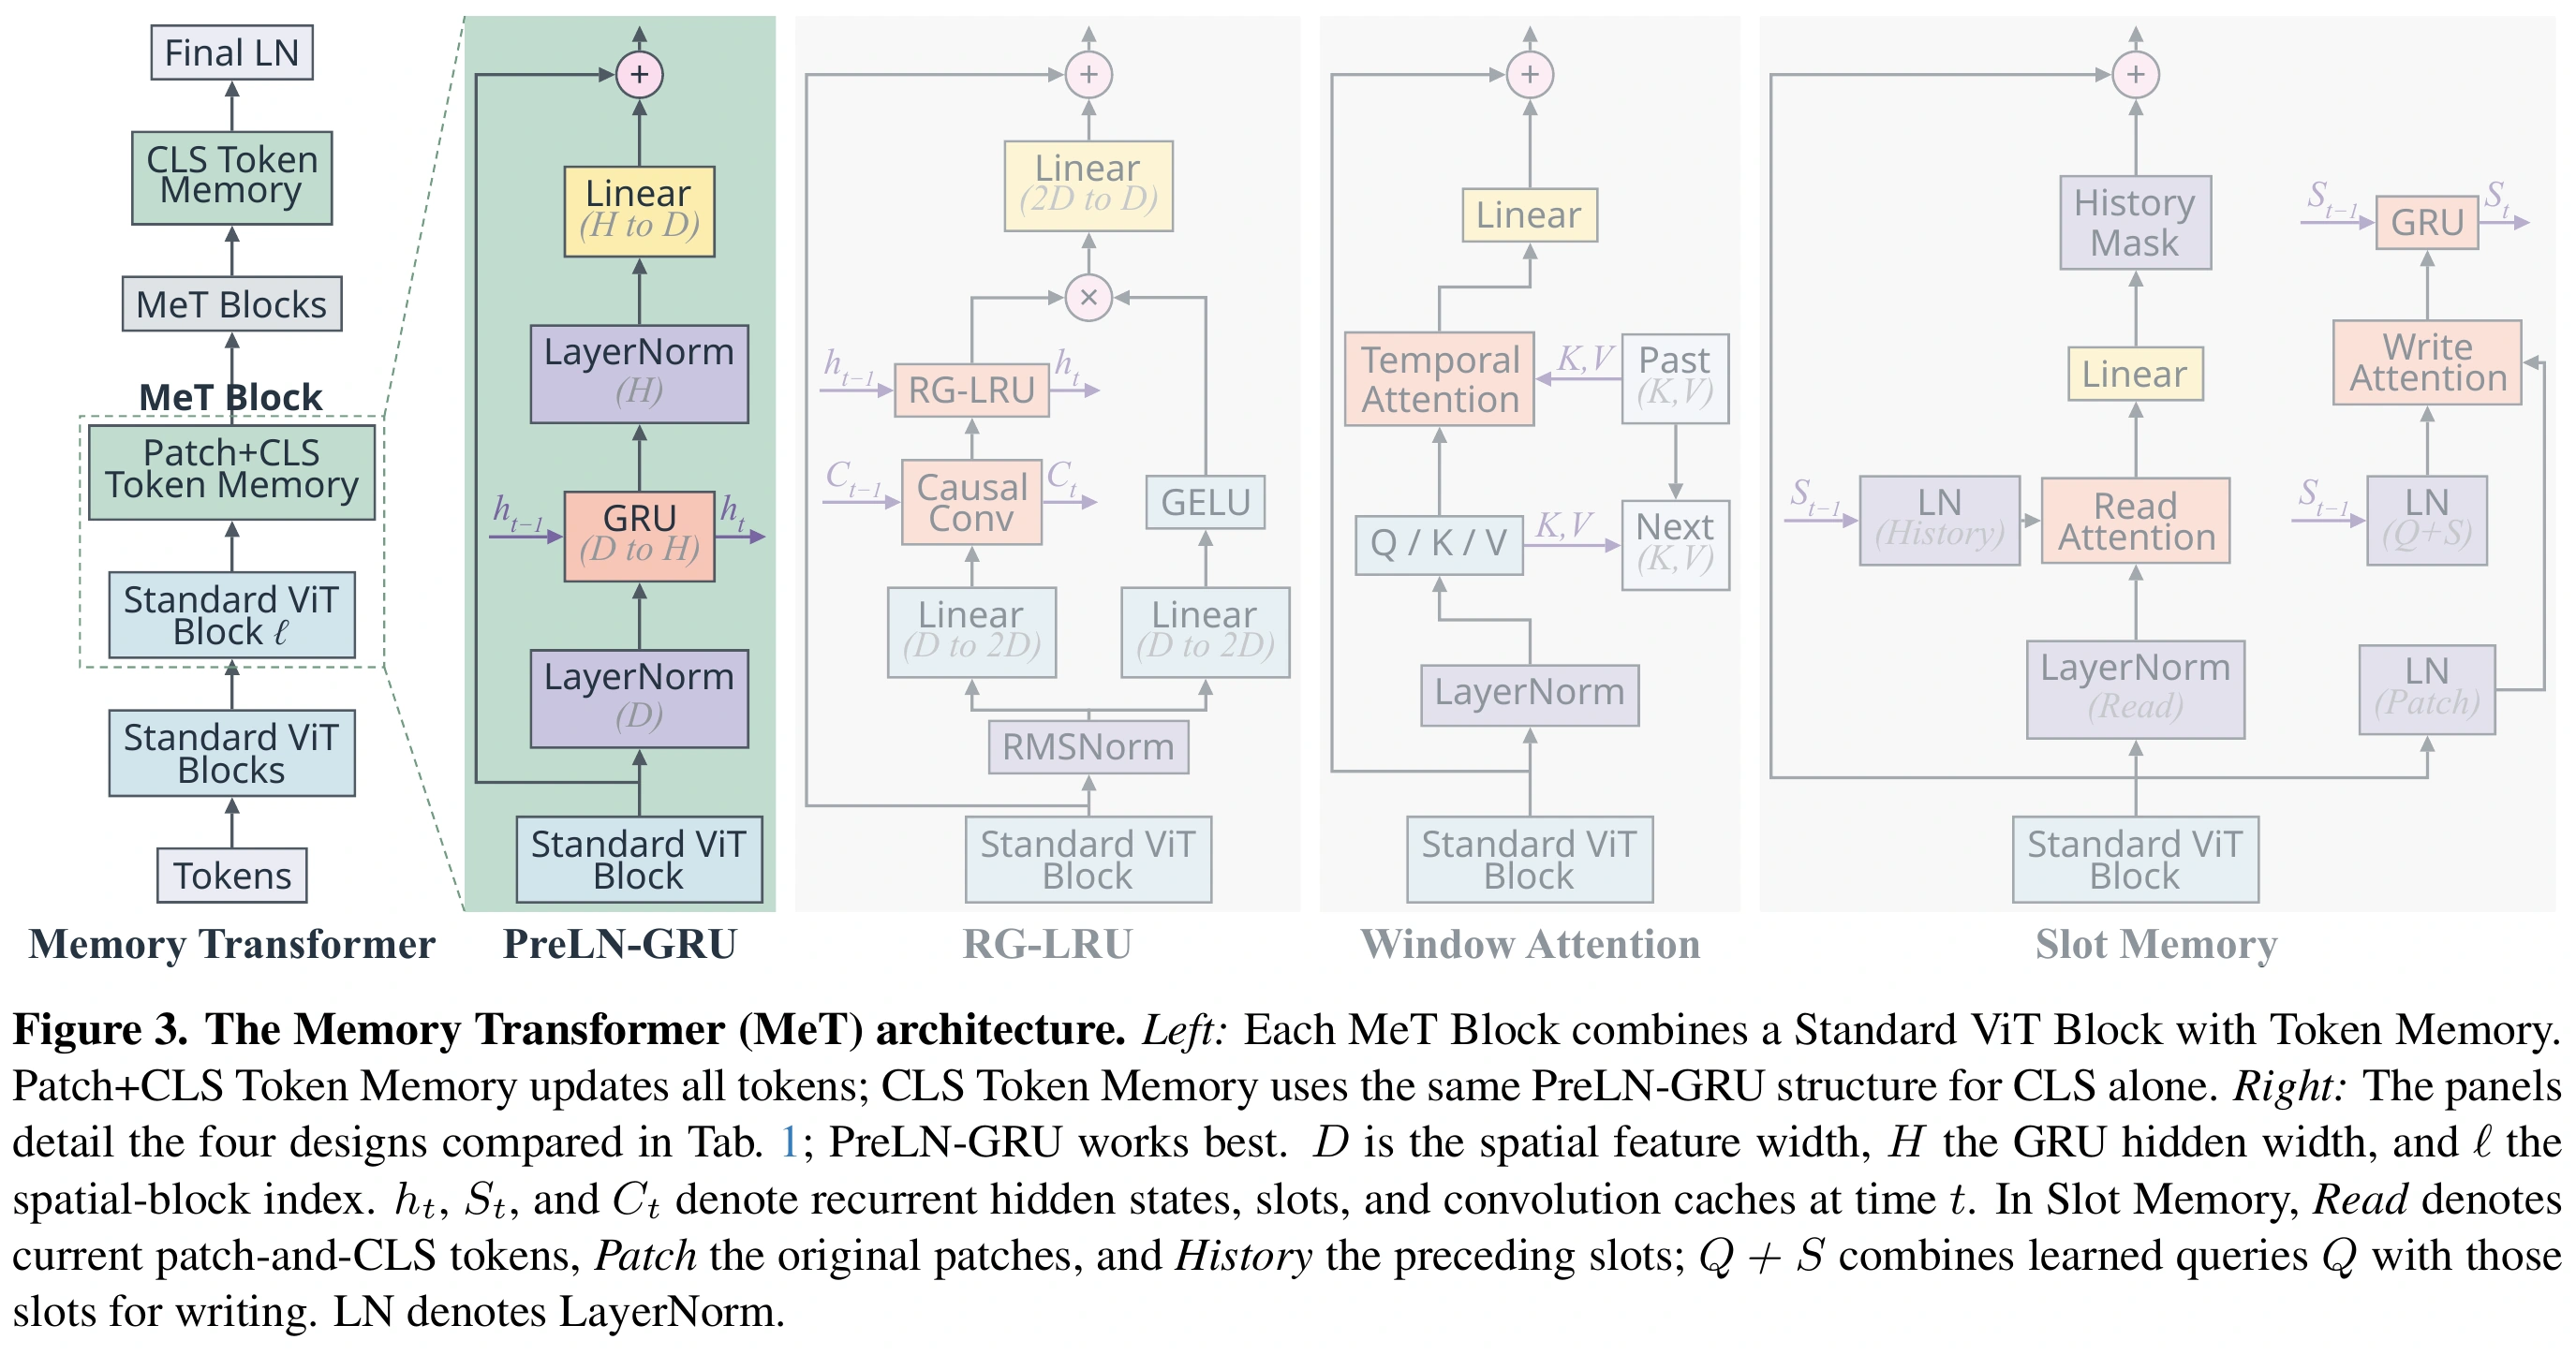 Final LN
CLS Token
Memory
MeT Blocks
MeT Block
Patch+CLS
Token Memory
Standard ViT
Block ℓ
Standard ViT
Blocks
Tokens
Memory Transformer
+
Linear
(H to D)
LayerNorm
(H)
h_{t−1}
GRU
(D to H)
h_t
LayerNorm
(D)
Standard ViT
Block
PreLN-GRU
+
Linear
(2D to D)
×
h_{t−1}
RG-LRU
h_t
C_{t−1}
Causal
Conv
C_t
GELU
Linear
(D to 2D)
Linear
(D to 2D)
RMSNorm
Standard ViT
Block
RG-LRU
+
Linear
Temporal
Attention
K,V
Past
(K,V)
Q / K / V
K,V
Next
(K,V)
LayerNorm
Standard ViT
Block
Window Attention
+
History
Mask
S_{t−1}
GRU
S_t
Linear
Write
Attention
S_{t−1}
LN
(History)
Read
Attention
S_{t−1}
LN
(Q+S)
LayerNorm
(Read)
LN
(Patch)
Standard ViT
Block
Slot Memory
Figure 3. The Memory Transformer (MeT) architecture. Left: Each MeT Block combines a Standard ViT Block with Token Memory.
Patch+CLS Token Memory updates all tokens; CLS Token Memory uses the same PreLN-GRU structure for CLS alone. Right: The panels
detail the four designs compared in Tab. 1; PreLN-GRU works best. D is the spatial feature width, H the GRU hidden width, and ℓ the
spatial-block index. h_t, S_t, and C_t denote recurrent hidden states, slots, and convolution caches at time t. In Slot Memory, Read denotes
current patch-and-CLS tokens, Patch the original patches, and History the preceding slots; Q + S combines learned queries Q with those
slots for writing. LN denotes LayerNorm.